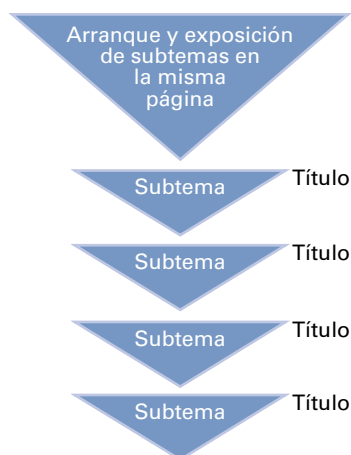 Arranque y exposición
de subtemas en
la misma
página
Subtema
Título
Subtema
Título
Subtema
Título
Subtema
Título